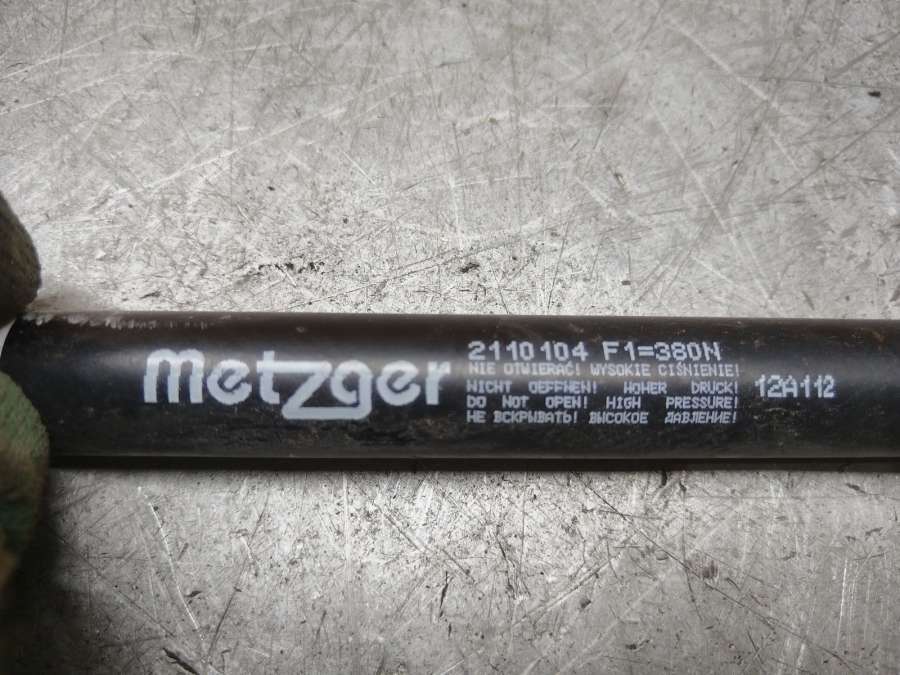 metzger
2110104 F1=380N
NIE OTWIERAĆ! WYSOKIE CIŚNIENIE!
NICHT OEFFNEN! HOHER DRUCK!
DO NOT OPEN! HIGH PRESSURE!
НЕ ВСКРЫВАТЬ! ВЫСОКОЕ ДАВЛЕНИЕ!
12A112